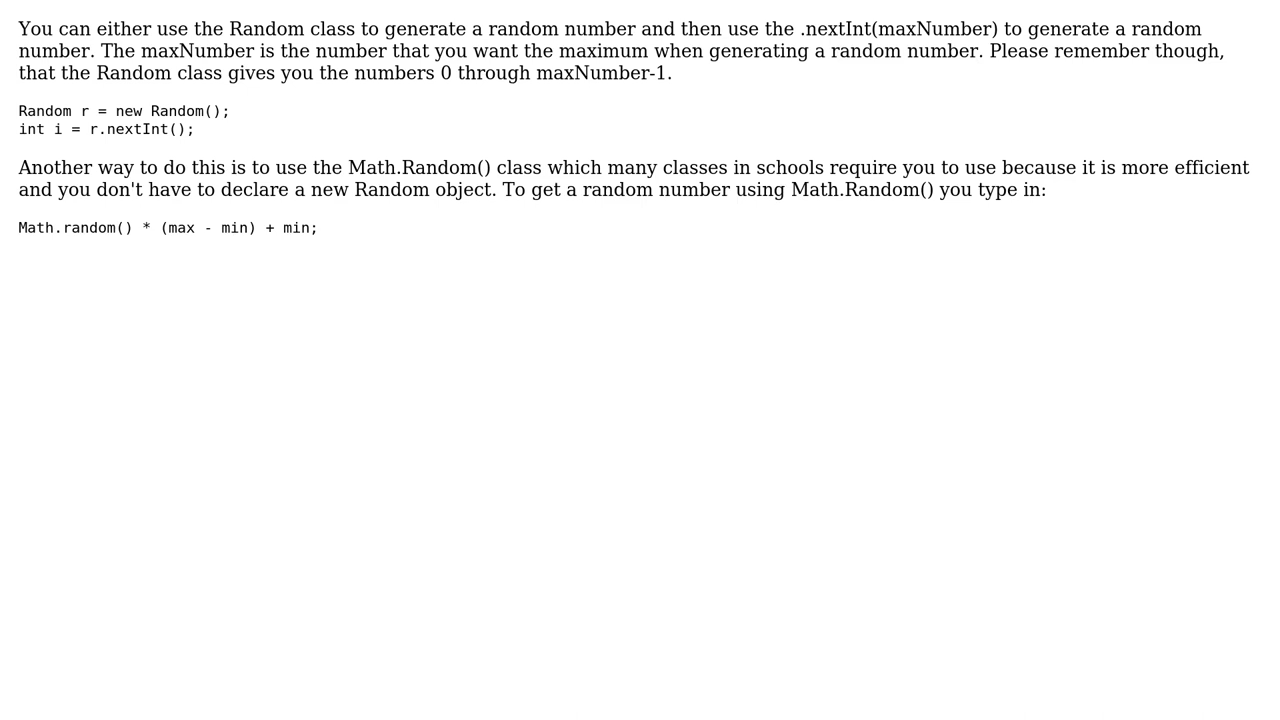 You can either use the Random class to generate a random number and then use the .nextInt(maxNumber) to generate a random
number. The maxNumber is the number that you want the maximum when generating a random number. Please remember though,
that the Random class gives you the numbers 0 through maxNumber-1.
Random r = new Random();
int i = r.nextInt();
Another way to do this is to use the Math.Random() class which many classes in schools require you to use because it is more efficient
and you don't have to declare a new Random object. To get a random number using Math.Random() you type in:
Math.random() * (max - min) + min;